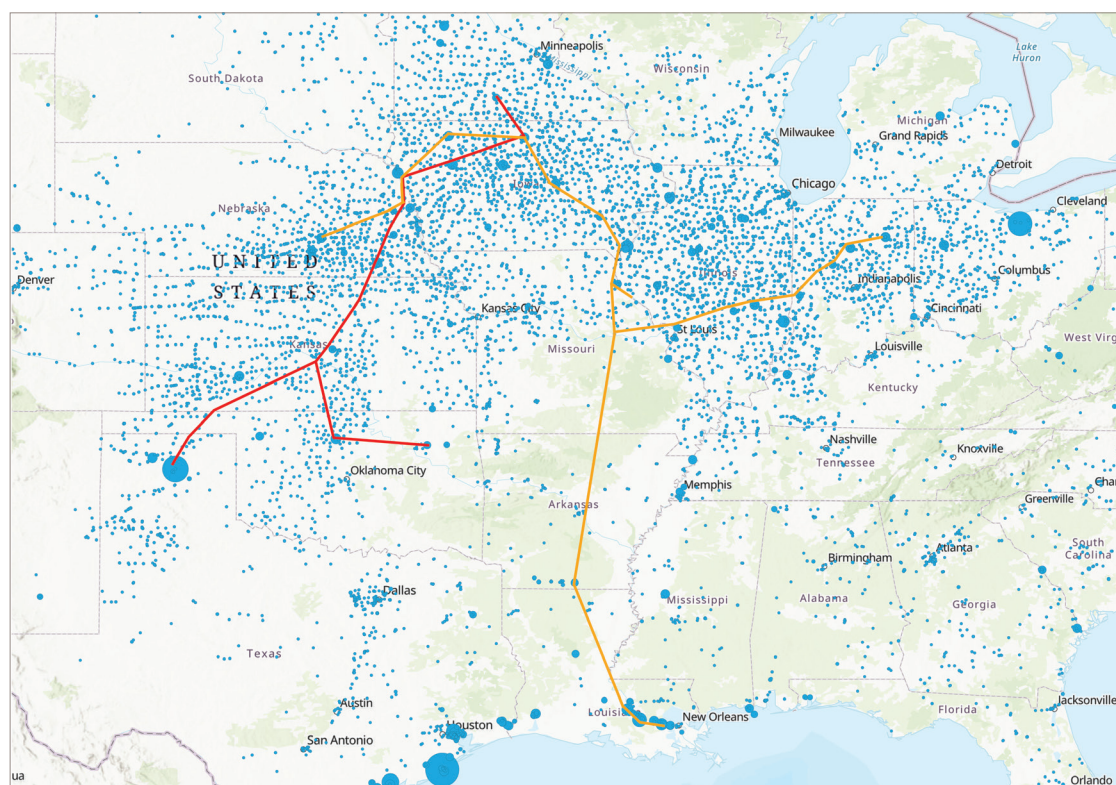 Minneapolis
Mississippi
Lake
Huron
South Dakota
Wisconsin
Michigan
Milwaukee
Grand Rapids
Detroit
Iowa
Chicago
Nebraska
Cleveland
UNITED
STATES
Denver
Illinois
Indianapolis
Columbus
Kansas City
Cincinnati
St Louis
Kansas
Missouri
Louisville
West Virg
Kentucky
Nashville
Knoxville
Oklahoma City
Tennessee
Memphis
Char
Greenville
Arkansas
South
Carolina
Atlanta
Birmingham
Dallas
Mississippi
Alabama
Georgia
Texas
Austin
Louisi
New Orleans
Florida
Jacksonville
Houston
San Antonio
ua
Orlando